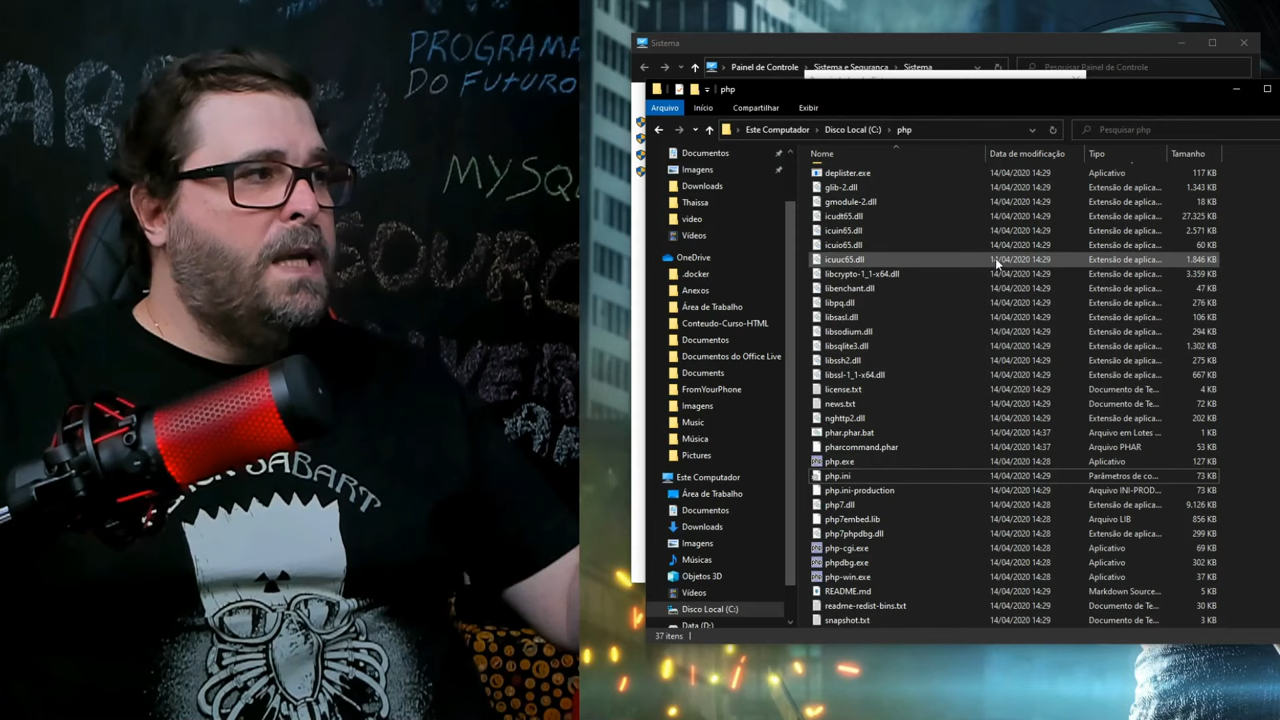 PROGRAMA
DO FUTURO
MYSQL
SABART
Sistema
Painel de Controle
Sistema e Segurança
Sistema
Pesquisar Painel de Controle
php
Arquivo
Início
Compartilhar
Exibir
Este Computador
Disco Local (C:)
php
Pesquisar php
Documentos
Imagens
Downloads
Thaissa
video
Vídeos
OneDrive
.docker
Anexos
Área de Trabalho
Conteudo-Curso-HTML
Documentos
Documentos do Office Live
Documents
FromYourPhone
Imagens
Music
Música
Pictures
Este Computador
Área de Trabalho
Documentos
Downloads
Imagens
Músicas
Objetos 3D
Vídeos
Disco Local (C:)
Data (D:)
Nome Data de modificação Tipo Tamanho
deplister.exe 14/04/2020 14:29 Aplicativo 117 KB
glib-2.dll 14/04/2020 14:29 Extensão de aplica... 1.343 KB
gmodule-2.dll 14/04/2020 14:29 Extensão de aplica... 18 KB
icudt65.dll 14/04/2020 14:29 Extensão de aplica... 27.325 KB
icuin65.dll 14/04/2020 14:29 Extensão de aplica... 2.571 KB
icuio65.dll 14/04/2020 14:29 Extensão de aplica... 60 KB
icuuc65.dll 14/04/2020 14:29 Extensão de aplica... 1.846 KB
libcrypto-1_1-x64.dll 14/04/2020 14:29 Extensão de aplica... 3.359 KB
libenchant.dll 14/04/2020 14:29 Extensão de aplica... 47 KB
libpq.dll 14/04/2020 14:29 Extensão de aplica... 276 KB
libsasl.dll 14/04/2020 14:29 Extensão de aplica... 106 KB
libsodium.dll 14/04/2020 14:29 Extensão de aplica... 294 KB
libsqlite3.dll 14/04/2020 14:29 Extensão de aplica... 1.302 KB
libssh2.dll 14/04/2020 14:29 Extensão de aplica... 275 KB
libssl-1_1-x64.dll 14/04/2020 14:29 Extensão de aplica... 667 KB
license.txt 14/04/2020 14:29 Documento de Te... 4 KB
news.txt 14/04/2020 14:29 Documento de Te... 72 KB
nghttp2.dll 14/04/2020 14:29 Extensão de aplica... 202 KB
phar.phar.bat 14/04/2020 14:37 Arquivo em Lotes ... 1 KB
pharcommand.phar 14/04/2020 14:37 Arquivo PHAR 53 KB
php.exe 14/04/2020 14:28 Aplicativo 127 KB
php.ini 14/04/2020 14:29 Parâmetros de co... 73 KB
php.ini-production 14/04/2020 14:29 Arquivo INI-PROD... 73 KB
php7.dll 14/04/2020 14:28 Extensão de aplica... 9.126 KB
php7embed.lib 14/04/2020 14:28 Arquivo LIB 856 KB
php7phpdbg.dll 14/04/2020 14:28 Extensão de aplica... 299 KB
php-cgi.exe 14/04/2020 14:28 Aplicativo 69 KB
phpdbg.exe 14/04/2020 14:28 Aplicativo 302 KB
php-win.exe 14/04/2020 14:28 Aplicativo 37 KB
README.md 14/04/2020 14:29 Markdown Source... 5 KB
readme-redist-bins.txt 14/04/2020 14:29 Documento de Te... 30 KB
snapshot.txt 14/04/2020 14:29 Documento de Te... 3 KB
37 itens